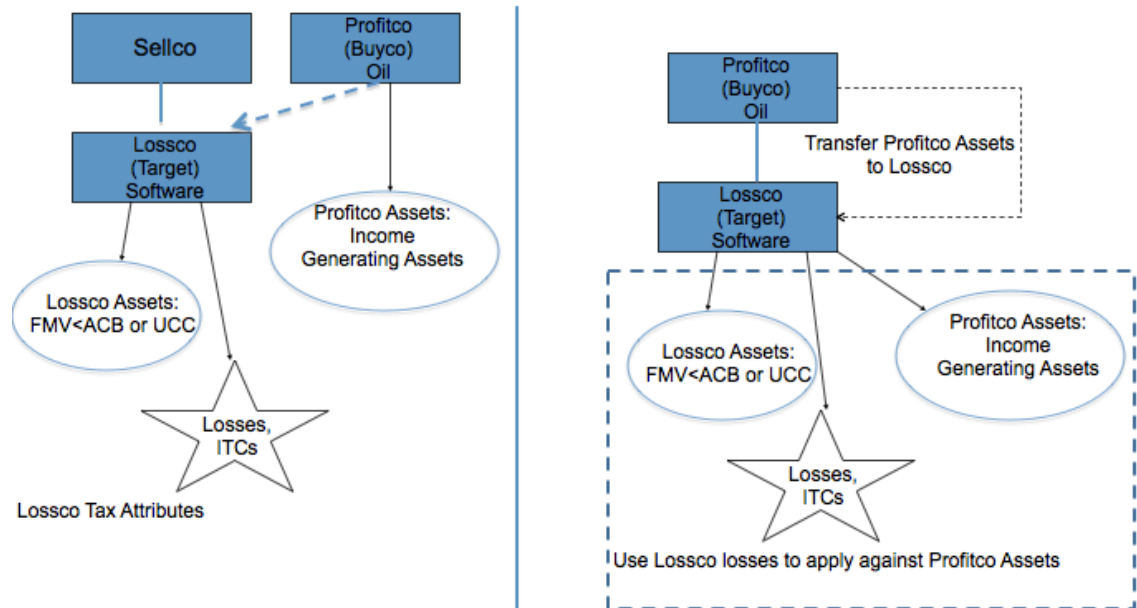 Sellco
Profitco
(Buyco)
Oil
Lossco
(Target)
Software
Profitco Assets:
Income
Generating Assets
Lossco Assets:
FMV<ACB or UCC
Losses,
ITCs
Lossco Tax Attributes
Profitco
(Buyco)
Oil
Transfer Profitco Assets
to Lossco
Lossco
(Target)
Software
Lossco Assets:
FMV<ACB or UCC
Profitco Assets:
Income
Generating Assets
Losses,
ITCs
Use Lossco losses to apply against Profitco Assets